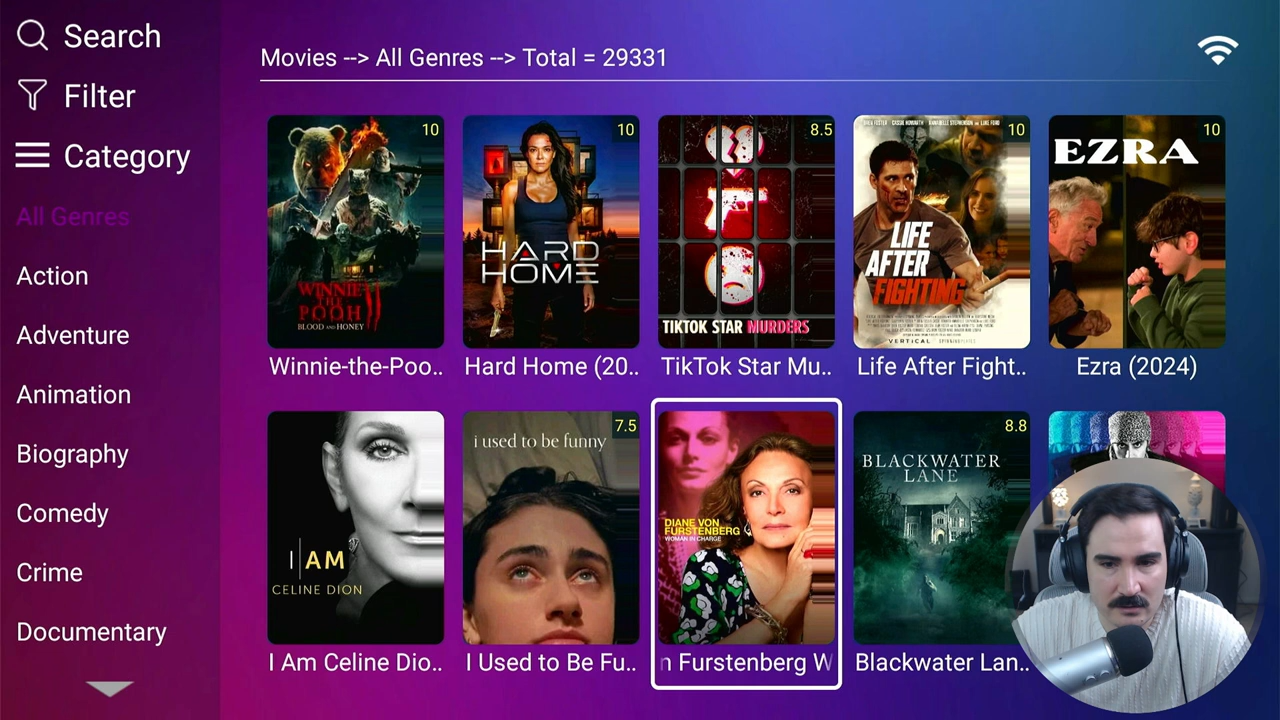 Search
Filter
Category
All Genres
Action
Adventure
Animation
Biography
Comedy
Crime
Documentary
Movies --> All Genres --> Total = 29331
10
WINNIE
THE
POOH
BLOOD AND HONEY
Winnie-the-Poo..
10
HARD
HOME
Hard Home (20..
8.5
TIKTOK STAR MURDERS
TikTok Star Mu..
10
LIFE
AFTER
FIGHTING
VERTICAL
Life After Fight..
10
EZRA
Ezra (2024)
I AM
CELINE DION
I Am Celine Dio..
7.5
i used to be funny
I Used to Be Fu..
DIANE VON
FURSTENBERG
WOMAN IN CHARGE
n Furstenberg W
8.8
BLACKWATER
LANE
Blackwater Lan..